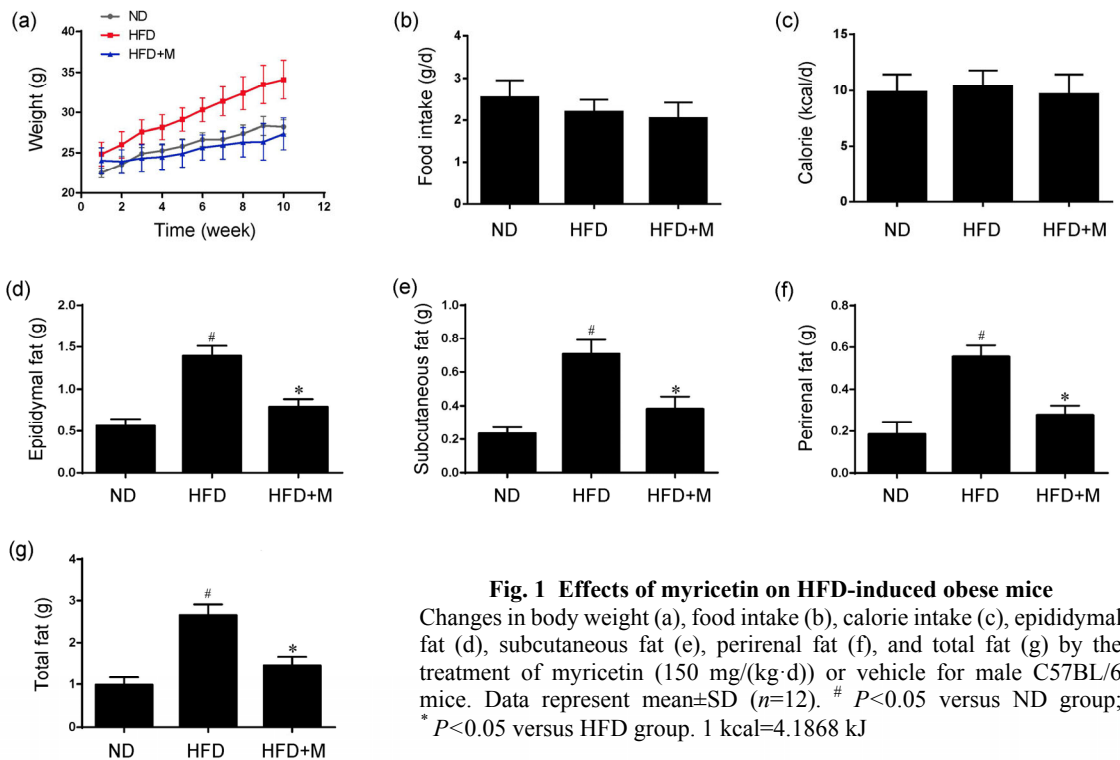 (a)
ND
HFD
HFD+M
Weight (g)
40
35
30
25
20
0 2 4 6 8 10 12
Time (week)
(b)
Food intake (g/d)
4
3
2
1
0
ND HFD HFD+M
(c)
Calorie (kcal/d)
15
10
5
0
ND HFD HFD+M
(d)
Epididymal fat (g)
2.0
1.5
1.0
0.5
0.0
#
*
ND HFD HFD+M
(e)
Subcutaneous fat (g)
1.0
0.8
0.6
0.4
0.2
0.0
#
*
ND HFD HFD+M
(f)
Perirenal fat (g)
0.8
0.6
0.4
0.2
0.0
#
*
ND HFD HFD+M
(g)
Total fat (g)
4
3
2
1
0
#
*
ND HFD HFD+M
Fig. 1 Effects of myricetin on HFD-induced obese mice
Changes in body weight (a), food intake (b), calorie intake (c), epididymal
fat (d), subcutaneous fat (e), perirenal fat (f), and total fat (g) by the
treatment of myricetin (150 mg/(kg·d)) or vehicle for male C57BL/6
mice. Data represent mean±SD (n=12). # P<0.05 versus ND group;
* P<0.05 versus HFD group. 1 kcal=4.1868 kJ